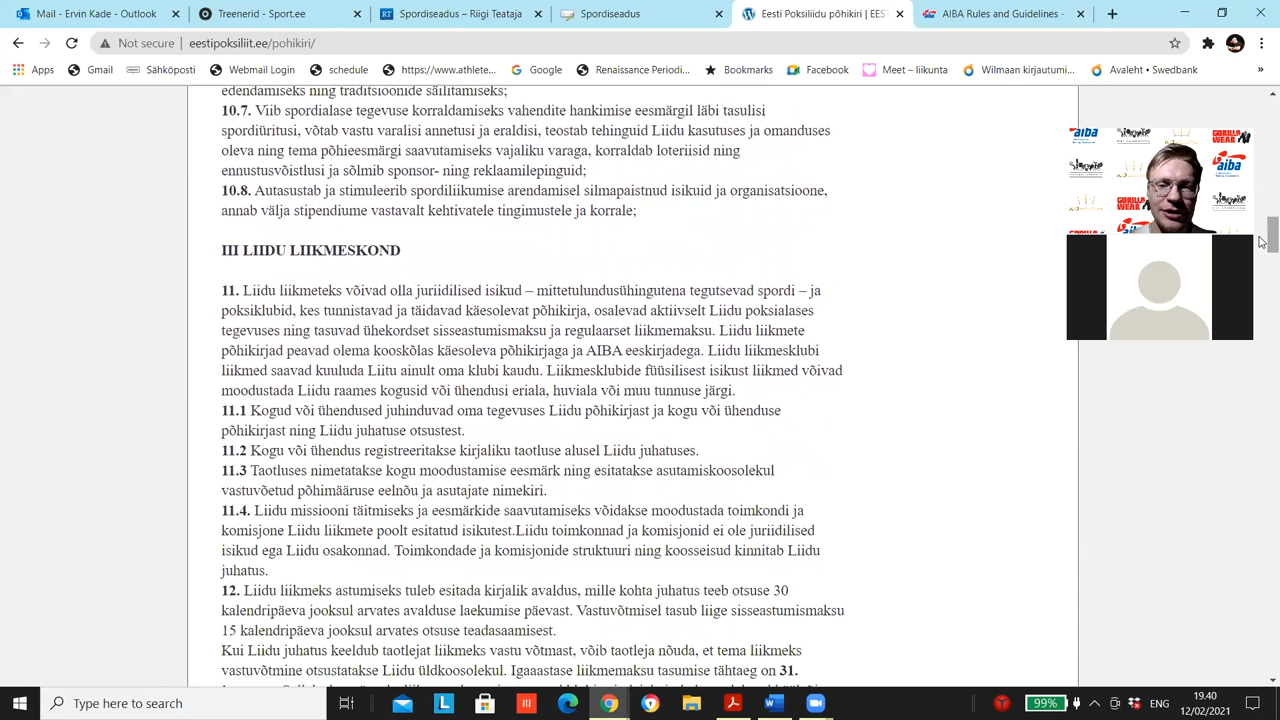 Mail - Ervin Kade - Outlook
Spordiseadus – Riigi Teataja
Spordiseadus
Eesti Poksiliidu põhikiri | EES
AIBA Rules and Guidelines -
Not secure
eestipoksiliit.ee/pohikiri/
Apps
Gmail
Sähköposti
Webmail Login
schedule
https://www.athlete...
Google
Renaissance Periodi...
Bookmarks
Facebook
Meet – liikunta
Wilmaan kirjautumi...
Avaleht • Swedbank
»
edendamiseks ning traditsioonide säilitamiseks;
10.7. Viib spordialase tegevuse korraldamiseks vahendite hankimise eesmärgil läbi tasulisi
spordiüritusi, võtab vastu varalisi annetusi ja eraldisi, teostab tehinguid Liidu kasutuses ja omanduses
oleva ning tema põhieesmärgi saavutamiseks vajaliku varaga, korraldab loteriisid ning
ennustusvõistlusi ja sõlmb sponsor- ning reklaamilepinguid;
10.8. Autasustab ja stimuleerib spordiliikumise arendamisel silmapaistnud isikuid ja organisatsioone,
annab välja stipendiume vastavalt kehtivatele tingimustele ja korrale;
III LIIDU LIIKMESKOND
11. Liidu liikmeteks võivad olla juriidilised isikud – mittetulundusühingutena tegutsevad spordi – ja
poksiklubid, kes tunnistavad ja täidavad käesolevat põhikirja, osalevad aktiivselt Liidu poksialases
tegevuses ning tasuvad ühekordset sisseastumismaksu ja regulaarset liikmemaksu. Liidu liikmete
põhikirjad peavad olema kooskõlas käesoleva põhikirjaga ja AIBA eeskirjadega. Liidu liikmesklubi
liikmed saavad kuuluda Liitu ainult oma klubi kaudu. Liikmesklubide füüsilisest isikust liikmed võivad
moodustada Liidu raames kogusid või ühendusi eriala, huviala või muu tunnuse järgi.
11.1 Kogud või ühendused juhinduvad oma tegevuses Liidu põhikirjast ja kogu või ühenduse
põhikirjast ning Liidu juhatuse otsustest.
11.2 Kogu või ühendus registreeritakse kirjaliku taotluse alusel Liidu juhatuses.
11.3 Taotluses nimetatakse kogu moodustamise eesmärk ning esitatakse asutamiskoosolekul
vastuvõetud põhimääruse eelnõu ja asutajate nimekiri.
11.4. Liidu missiooni täitmiseks ja eesmärkide saavutamiseks võidakse moodustada toimkondi ja
komisjone Liidu liikmete poolt esitatud isikutest.Liidu toimkonnad ja komisjonid ei ole juriidilised
isikud ega Liidu osakonnad. Toimkondade ja komisjonide struktuuri ning koosseisud kinnitab Liidu
juhatus.
12. Liidu liikmeks astumiseks tuleb esitada kirjalik avaldus, mille kohta juhatus teeb otsuse 30
kalendripäeva jooksul arvates avalduse laekumise päevast. Vastuvõtmisel tasub liige sisseastumismaksu
15 kalendripäeva jooksul arvates otsuse teadasaamisest.
Kui Liidu juhatus keeldub taotlejat liikmeks vastu võtmast, võib taotleja nõuda, et tema liikmeks
vastuvõtmine otsustatakse Liidu üldkoosolekul. Igaaastase liikmemaksu tasumise tähtaeg on 31.
aiba
GORILLA
WEAR
aiba
GORILLA
WEAR
Type here to search
99%
ENG
19.40
12/02/2021